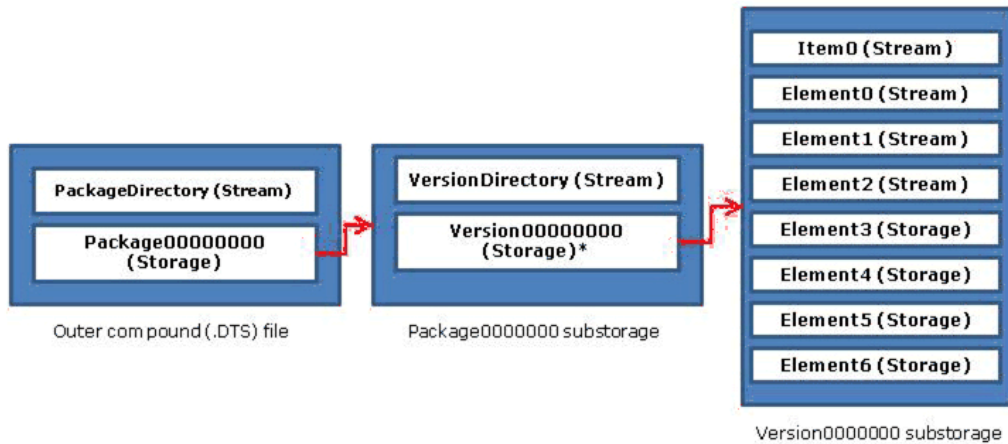 PackageDirectory (Stream)
Package00000000
(Storage)
Outer compound (.DTS) file
VersionDirectory (Stream)
Version00000000
(Storage)*
Package0000000 substorage
Item0 (Stream)
Element0 (Stream)
Element1 (Stream)
Element2 (Stream)
Element3 (Storage)
Element4 (Storage)
Element5 (Storage)
Element6 (Storage)
Version0000000 substorage